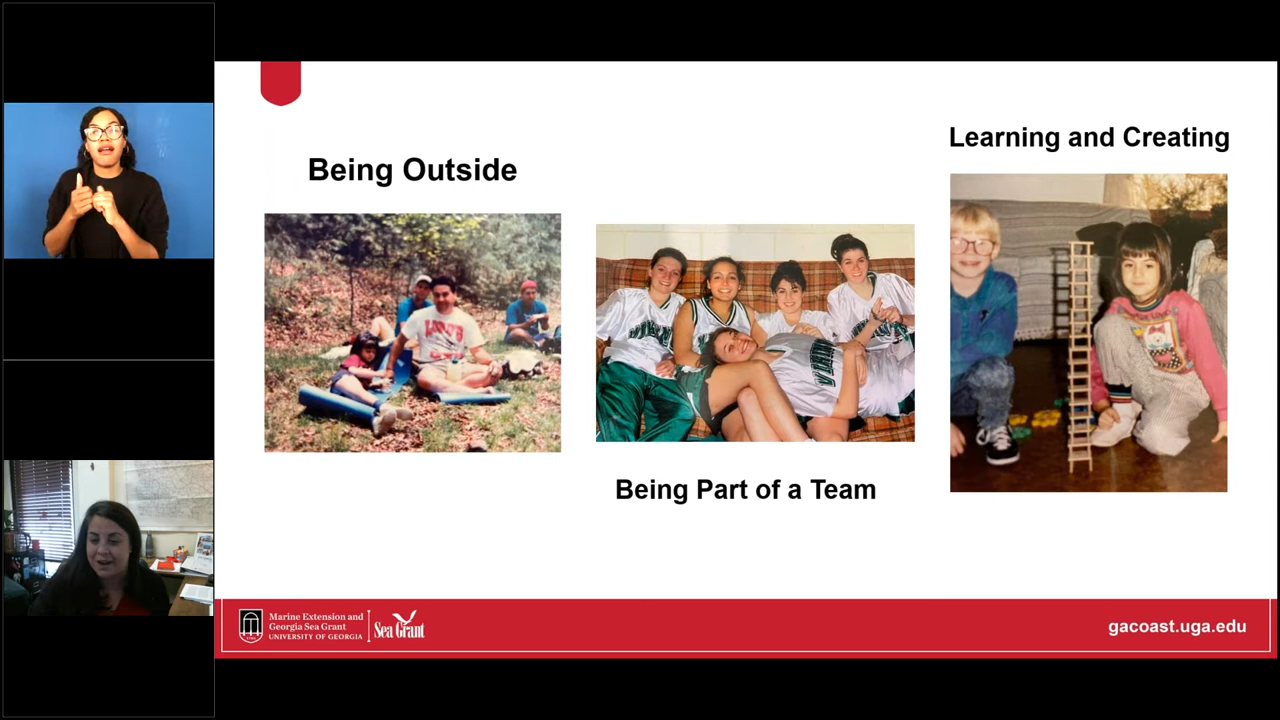 Learning and Creating
Being Outside
Being Part of a Team
Marine Extension and
Georgia Sea Grant
UNIVERSITY OF GEORGIA
Sea Grant
gacoast.uga.edu